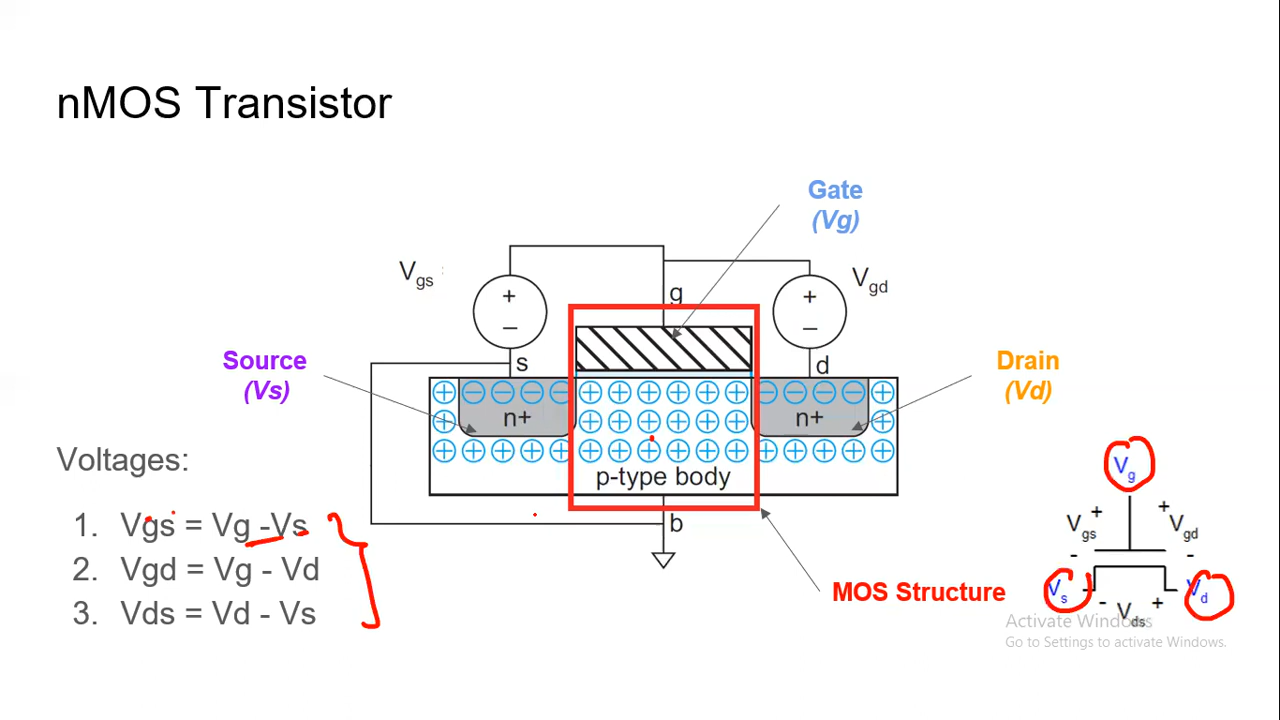 nMOS Transistor
Gate
(Vg)
Vgs
Vgd
+
+
g
−
−
Source
(Vs)
s
d
Drain
(Vd)
n+
n+
p-type body
b
MOS Structure
Voltages:
1. Vgs = Vg -Vs
2. Vgd = Vg - Vd
3. Vds = Vd - Vs
Vg
+
+
Vgs
Vgd
-
-
Vs
Vd
- Vds +
Activate Windows
Go to Settings to activate Windows.